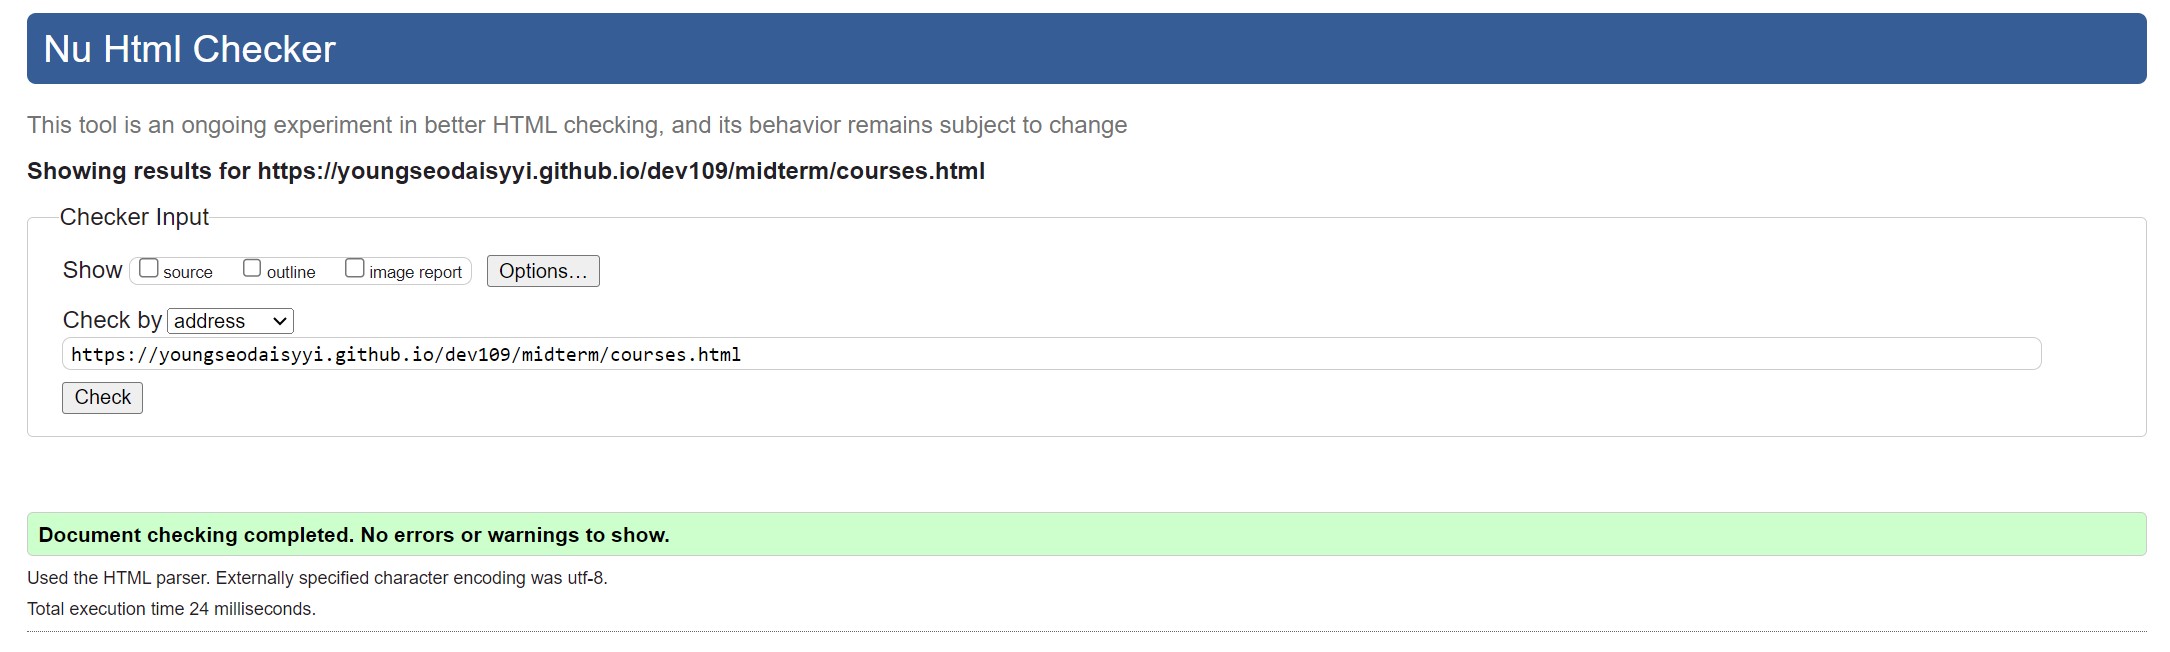 Nu Html Checker
This tool is an ongoing experiment in better HTML checking, and its behavior remains subject to change
Showing results for https://youngseodaisyyi.github.io/dev109/midterm/courses.html
Checker Input
Show source outline image report Options...
Check by address
https://youngseodaisyyi.github.io/dev109/midterm/courses.html
Check
Document checking completed. No errors or warnings to show.
Used the HTML parser. Externally specified character encoding was utf-8.
Total execution time 24 milliseconds.